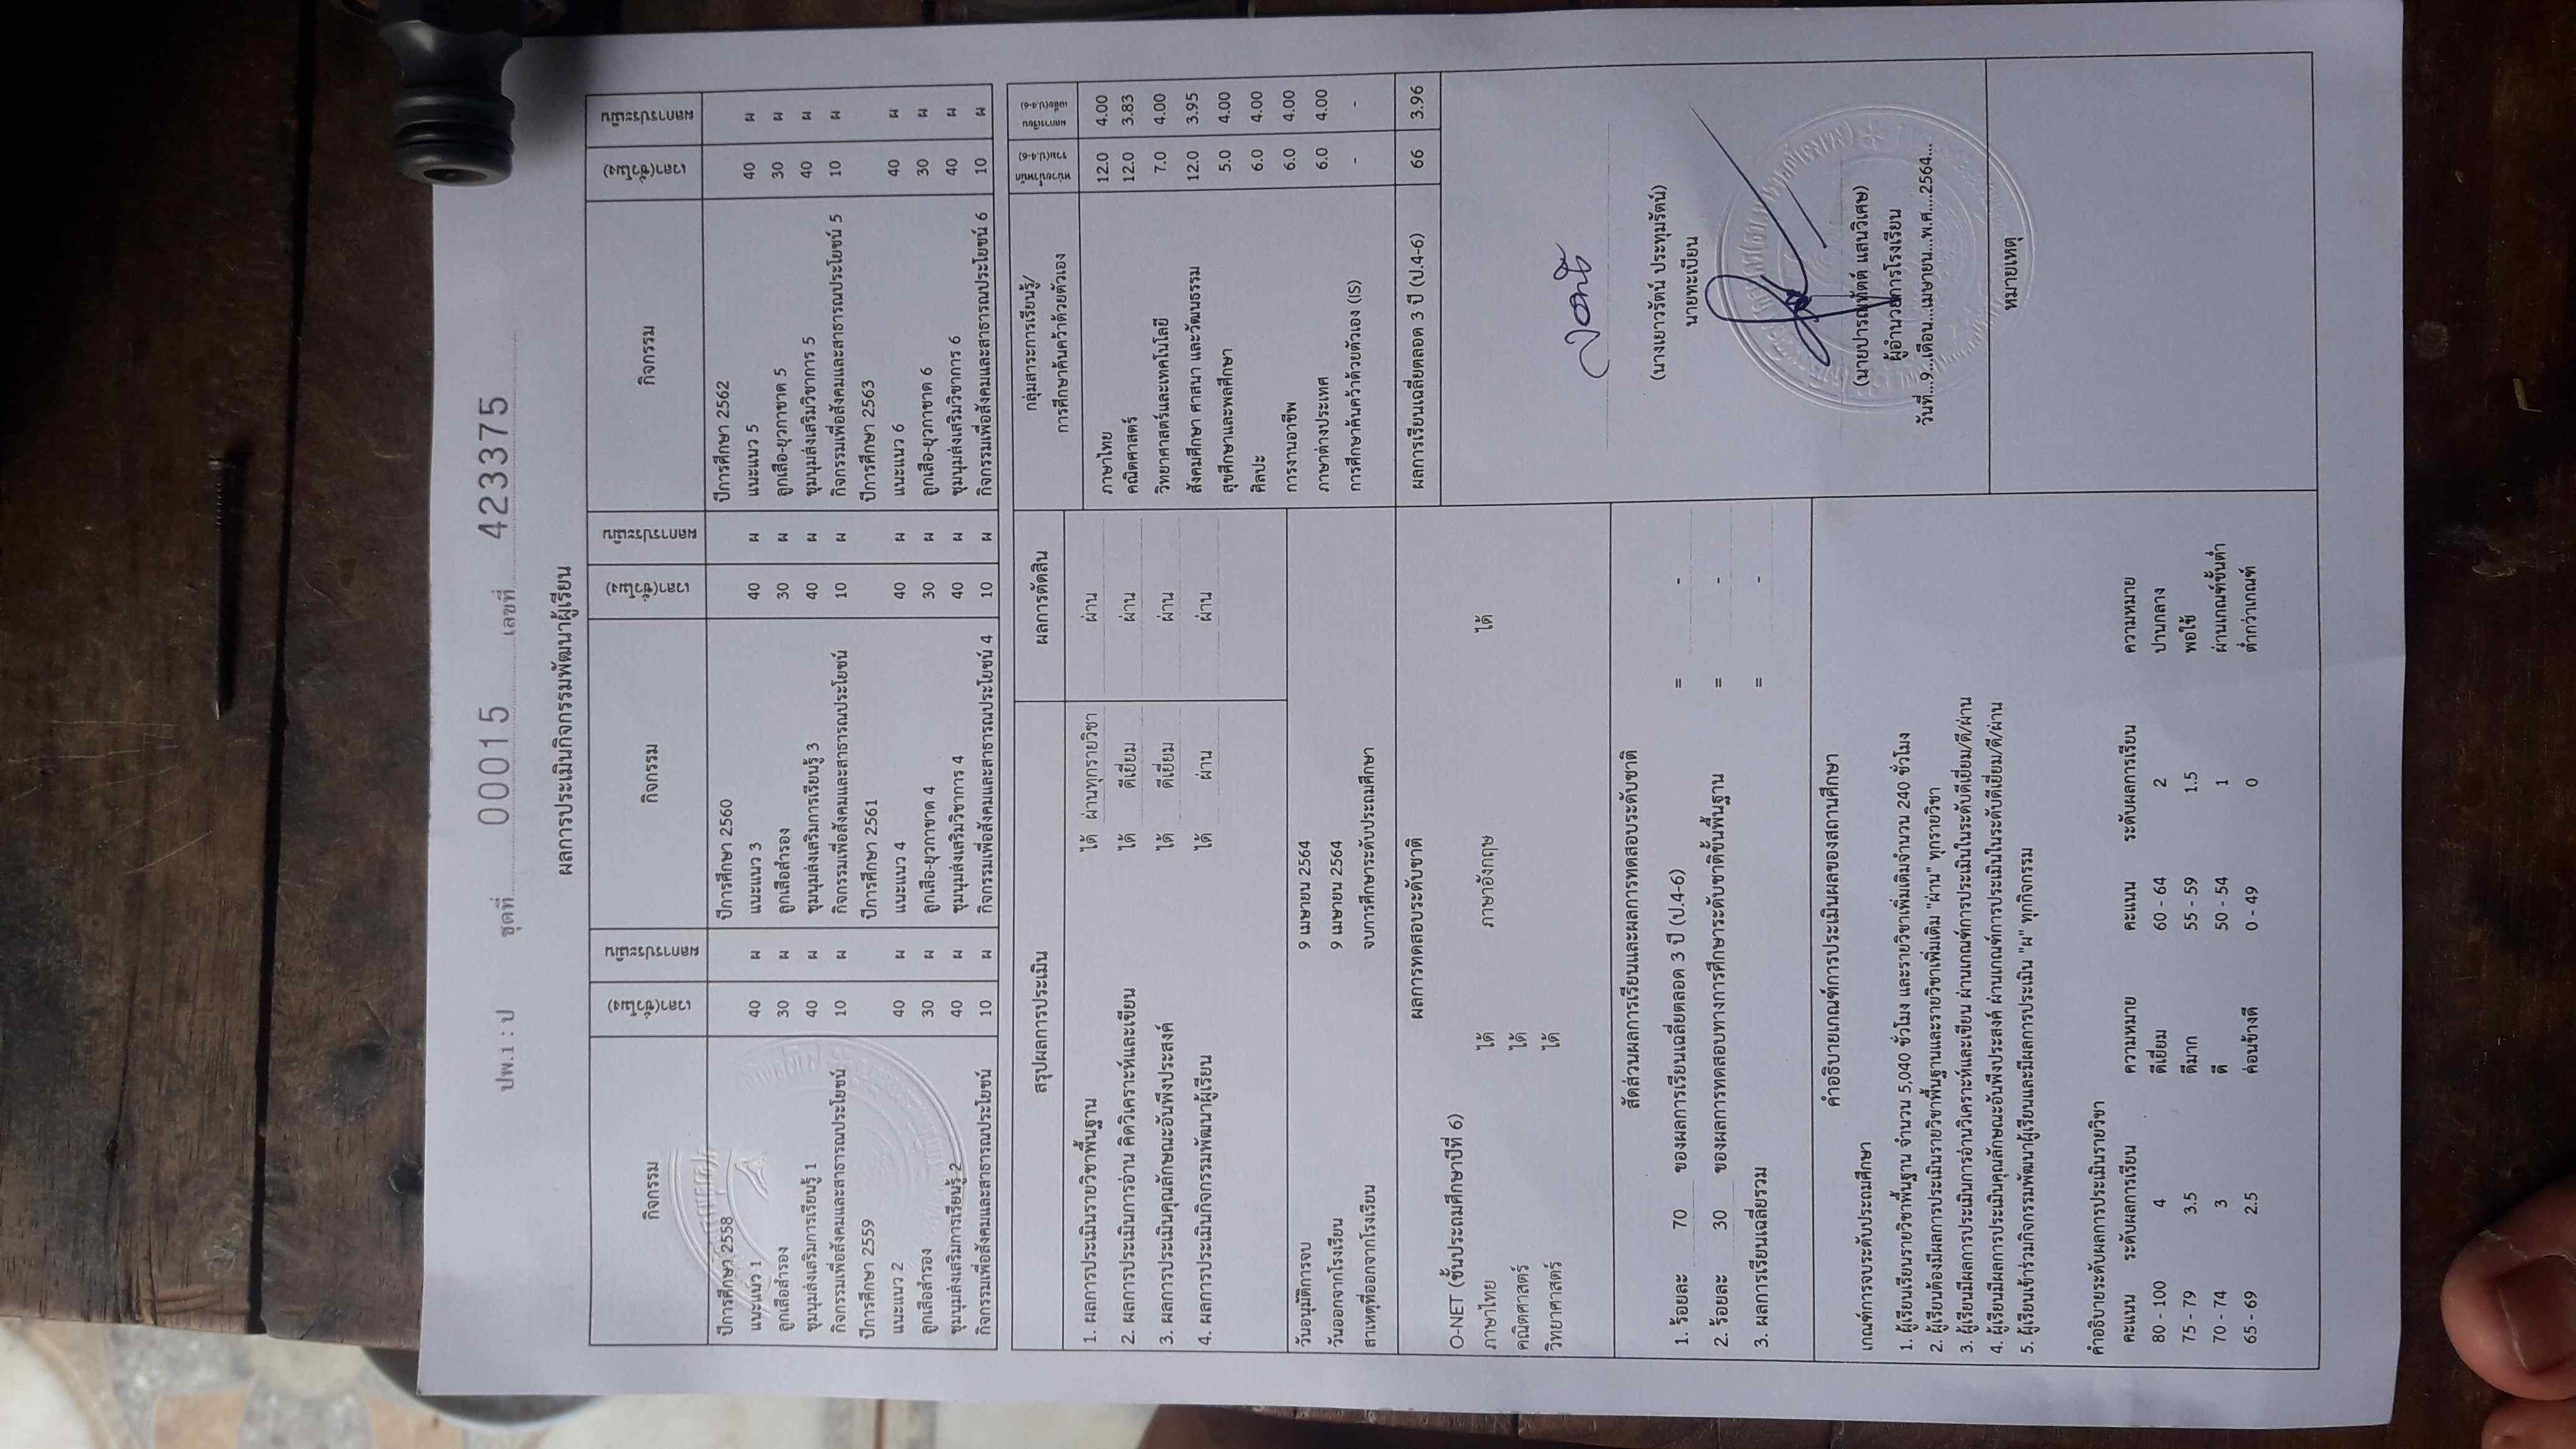 ปพ.1 : ป ชุดที่ 00015 เลขที่ 423375
ผลการประเมินกิจกรรมพัฒนาผู้เรียน
กิจกรรม เวลา(ชั่วโมง) ผลการประเมิน กิจกรรม เวลา(ชั่วโมง) ผลการประเมิน กิจกรรม เวลา(ชั่วโมง) ผลการประเมิน
ปีการศึกษา 2558 ปีการศึกษา 2560 ปีการศึกษา 2562
แนะแนว 1 40 ผ แนะแนว 3 40 ผ แนะแนว 5 40 ผ
ลูกเสือสำรอง 30 ผ ลูกเสือสำรอง 30 ผ ลูกเสือ-ยุวกาชาด 5 30 ผ
ชุมนุมส่งเสริมการเรียนรู้ 1 40 ผ ชุมนุมส่งเสริมการเรียนรู้ 3 40 ผ ชุมนุมส่งเสริมวิชาการ 5 40 ผ
กิจกรรมเพื่อสังคมและสาธารณประโยชน์ 10 ผ กิจกรรมเพื่อสังคมและสาธารณประโยชน์ 10 ผ กิจกรรมเพื่อสังคมและสาธารณประโยชน์ 5 10 ผ
ปีการศึกษา 2559 ปีการศึกษา 2561 ปีการศึกษา 2563
แนะแนว 2 40 ผ แนะแนว 4 40 ผ แนะแนว 6 40 ผ
ลูกเสือสำรอง 30 ผ ลูกเสือ-ยุวกาชาด 4 30 ผ ลูกเสือ-ยุวกาชาด 6 30 ผ
ชุมนุมส่งเสริมการเรียนรู้ 2 40 ผ ชุมนุมส่งเสริมวิชาการ 4 40 ผ ชุมนุมส่งเสริมวิชาการ 6 40 ผ
กิจกรรมเพื่อสังคมและสาธารณประโยชน์ 10 ผ กิจกรรมเพื่อสังคมและสาธารณประโยชน์ 4 10 ผ กิจกรรมเพื่อสังคมและสาธารณประโยชน์ 6 10 ผ
สรุปผลการประเมิน ผลการตัดสิน
1. ผลการประเมินรายวิชาพื้นฐาน ได้ ผ่านทุกรายวิชา ผ่าน
2. ผลการประเมินการอ่าน คิดวิเคราะห์และเขียน ได้ ดีเยี่ยม ผ่าน
3. ผลการประเมินคุณลักษณะอันพึงประสงค์ ได้ ดีเยี่ยม ผ่าน
4. ผลการประเมินกิจกรรมพัฒนาผู้เรียน ได้ ผ่าน ผ่าน
วันอนุมัติการจบ 9 เมษายน 2564
วันออกจากโรงเรียน 9 เมษายน 2564
สาเหตุที่ออกจากโรงเรียน จบการศึกษาระดับประถมศึกษา
ผลการทดสอบระดับชาติ
O-NET (ชั้นประถมศึกษาปีที่ 6)
ภาษาไทย ได้ ภาษาอังกฤษ ได้
คณิตศาสตร์ ได้
วิทยาศาสตร์ ได้
สัดส่วนผลการเรียนและผลการทดสอบระดับชาติ
1. ร้อยละ 70 ของผลการเรียนเฉลี่ยตลอด 3 ปี (ป.4-6) = -
2. ร้อยละ 30 ของผลการทดสอบทางการศึกษาระดับชาติขั้นพื้นฐาน = -
3. ผลการเรียนเฉลี่ยรวม = -
คำอธิบายเกณฑ์การประเมินผลของสถานศึกษา
เกณฑ์การจบระดับประถมศึกษา
1. ผู้เรียนเรียนรายวิชาพื้นฐาน จำนวน 5,040 ชั่วโมง และรายวิชาเพิ่มเติมจำนวน 240 ชั่วโมง
2. ผู้เรียนต้องมีผลการประเมินรายวิชาพื้นฐานและรายวิชาเพิ่มเติม "ผ่าน" ทุกรายวิชา
3. ผู้เรียนมีผลการประเมินการอ่านวิเคราะห์และเขียน ผ่านเกณฑ์การประเมินในระดับดีเยี่ยม/ดี/ผ่าน
4. ผู้เรียนมีผลการประเมินคุณลักษณะอันพึงประสงค์ ผ่านเกณฑ์การประเมินในระดับดีเยี่ยม/ดี/ผ่าน
5. ผู้เรียนเข้าร่วมกิจกรรมพัฒนาผู้เรียนและมีผลการประเมิน "ผ" ทุกกิจกรรม
คำอธิบายระดับผลการประเมินรายวิชา
คะแนน ระดับผลการเรียน ความหมาย คะแนน ระดับผลการเรียน ความหมาย
80 - 100 4 ดีเยี่ยม 60 - 64 2 ปานกลาง
75 - 79 3.5 ดีมาก 55 - 59 1.5 พอใช้
70 - 74 3 ดี 50 - 54 1 ผ่านเกณฑ์ขั้นต่ำ
65 - 69 2.5 ค่อนข้างดี 0 - 49 0 ต่ำกว่าเกณฑ์
กลุ่มสาระการเรียนรู้/
การศึกษาค้นคว้าด้วยตัวเอง
หน่วยน้ำหนัก
รวม(ป.4-6)
ผลการเรียน
เฉลี่ย(ป.4-6)
ภาษาไทย 12.0 4.00
คณิตศาสตร์ 12.0 3.83
วิทยาศาสตร์และเทคโนโลยี 7.0 4.00
สังคมศึกษา ศาสนา และวัฒนธรรม 12.0 3.95
สุขศึกษาและพลศึกษา 5.0 4.00
ศิลปะ 6.0 4.00
การงานอาชีพ 6.0 4.00
ภาษาต่างประเทศ 6.0 4.00
การศึกษาค้นคว้าด้วยตัวเอง (IS) - -
ผลการเรียนเฉลี่ยตลอด 3 ปี (ป.4-6) 66 3.96
(นางเยาวรัตน์ ประทุมรัตน์)
นายทะเบียน
(นายปารณทัตต์ แสนวิเศษ)
ผู้อำนวยการโรงเรียน
วันที่...9...เดือน...เมษายน....พ.ศ....2564...
หมายเหตุ